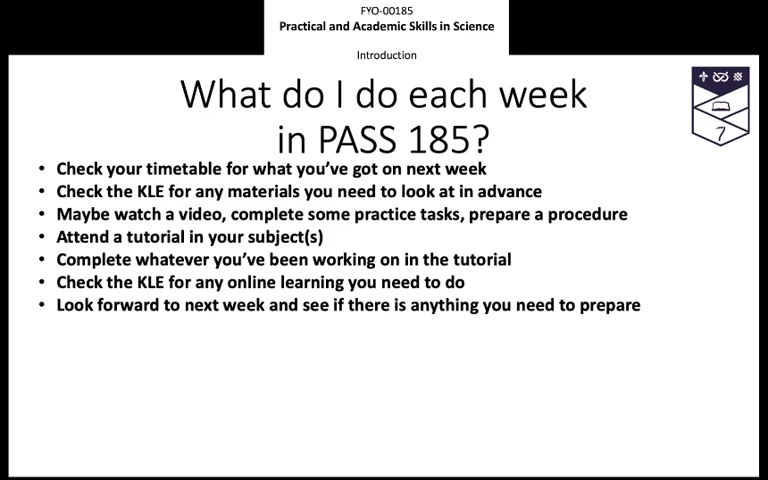 FYO-00185
Practical and Academic Skills in Science
Introduction
What do I do each week
in PASS 185?
• Check your timetable for what you’ve got on next week
• Check the KLE for any materials you need to look at in advance
• Maybe watch a video, complete some practice tasks, prepare a procedure
• Attend a tutorial in your subject(s)
• Complete whatever you’ve been working on in the tutorial
• Check the KLE for any online learning you need to do
• Look forward to next week and see if there is anything you need to prepare